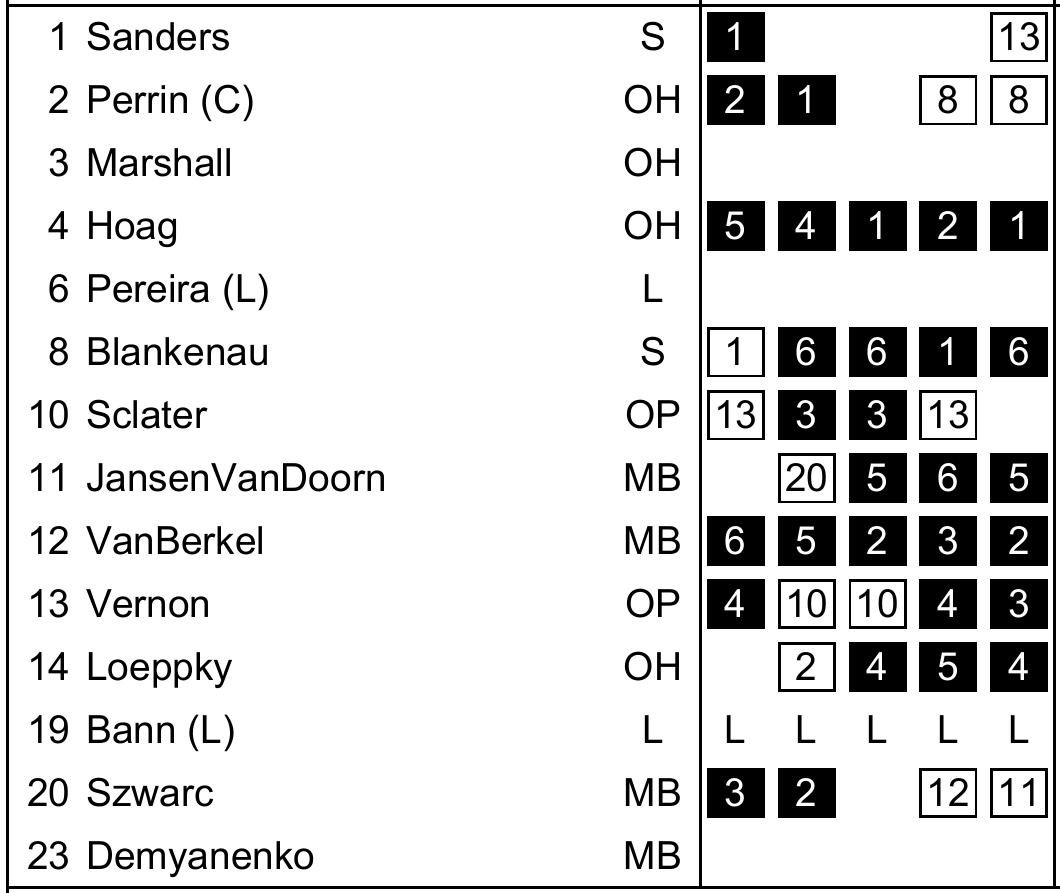 1 Sanders S 1 13
2 Perrin (C) OH 2 1 8 8
3 Marshall OH
4 Hoag OH 5 4 1 2 1
6 Pereira (L) L
8 Blankenau S 1 6 6 1 6
10 Sclater OP 13 3 3 13
11 JansenVanDoorn MB 20 5 6 5
12 VanBerkel MB 6 5 2 3 2
13 Vernon OP 4 10 10 4 3
14 Loeppky OH 2 4 5 4
19 Bann (L) L L L L L L
20 Szwarc MB 3 2 12 11
23 Demyanenko MB